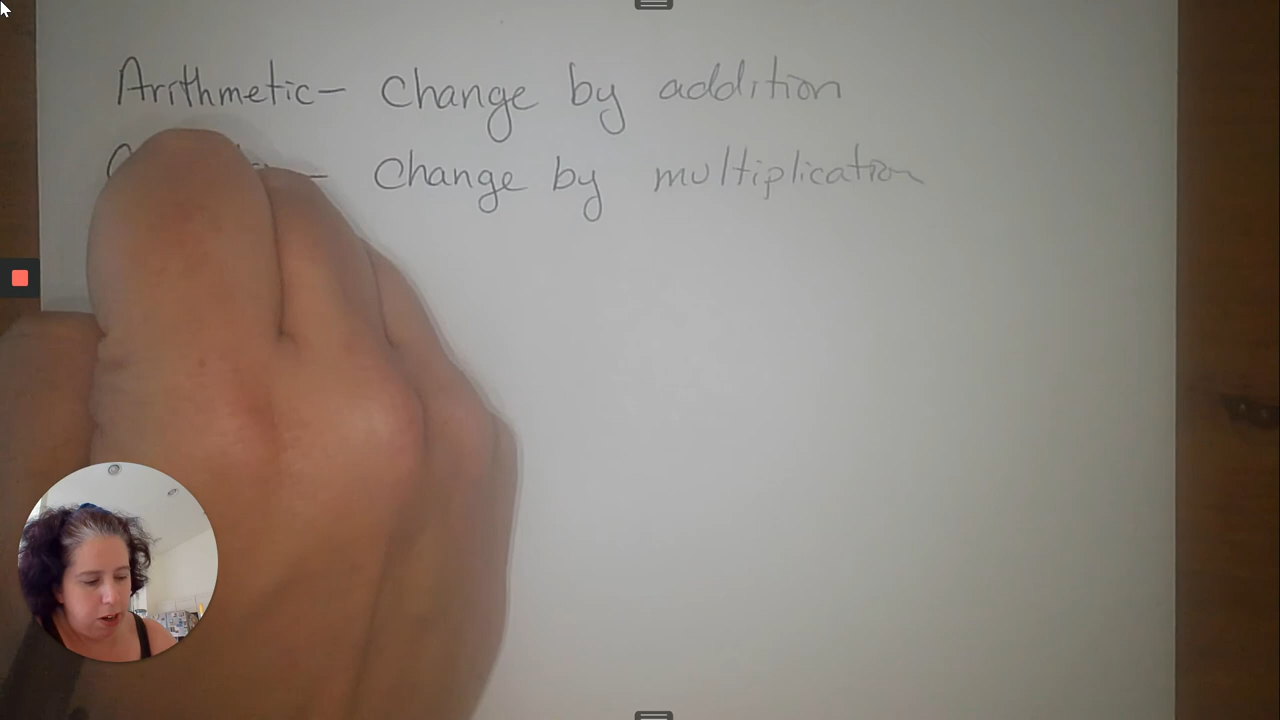 Arithmetic- change by addition
- change by multiplication